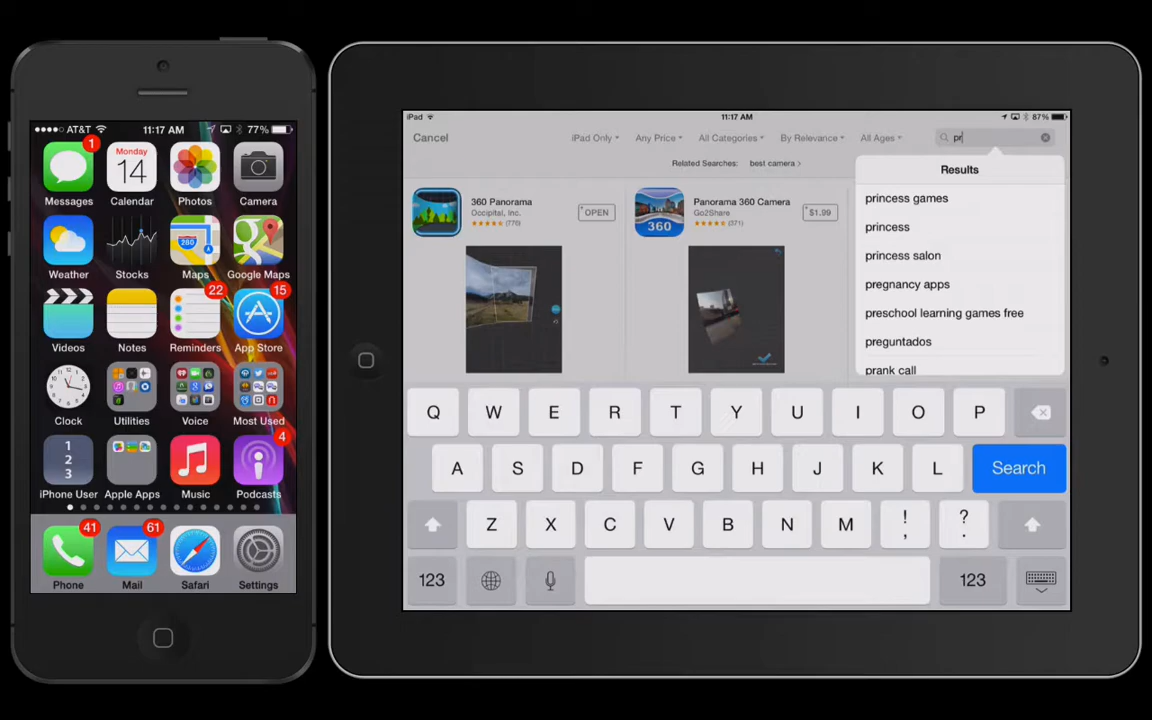 AT&T 11:17 AM 77%
1
Messages
Monday
14
Calendar
Photos
Camera
Weather
Stocks
280
Maps
Google Maps
Videos
Notes
22
Reminders
15
App Store
Clock
Utilities
Voice
Most Used
1
2
3
iPhone User
Apple Apps
Music
4
Podcasts
41
Phone
61
Mail
Safari
Settings
iPad 11:17 AM 87%
Cancel iPad Only Any Price All Categories By Relevance All Ages pr
Related Searches: best camera >
360 Panorama
Occipital, Inc.
(770)
+ OPEN
360
Panorama 360 Camera
Go2Share
(371)
+ $1.99
Results
princess games
princess
princess salon
pregnancy apps
preschool learning games free
preguntados
prank call
Q W E R T Y U I O P
A S D F G H J K L Search
Z X C V B N M ! , ? .
123 123